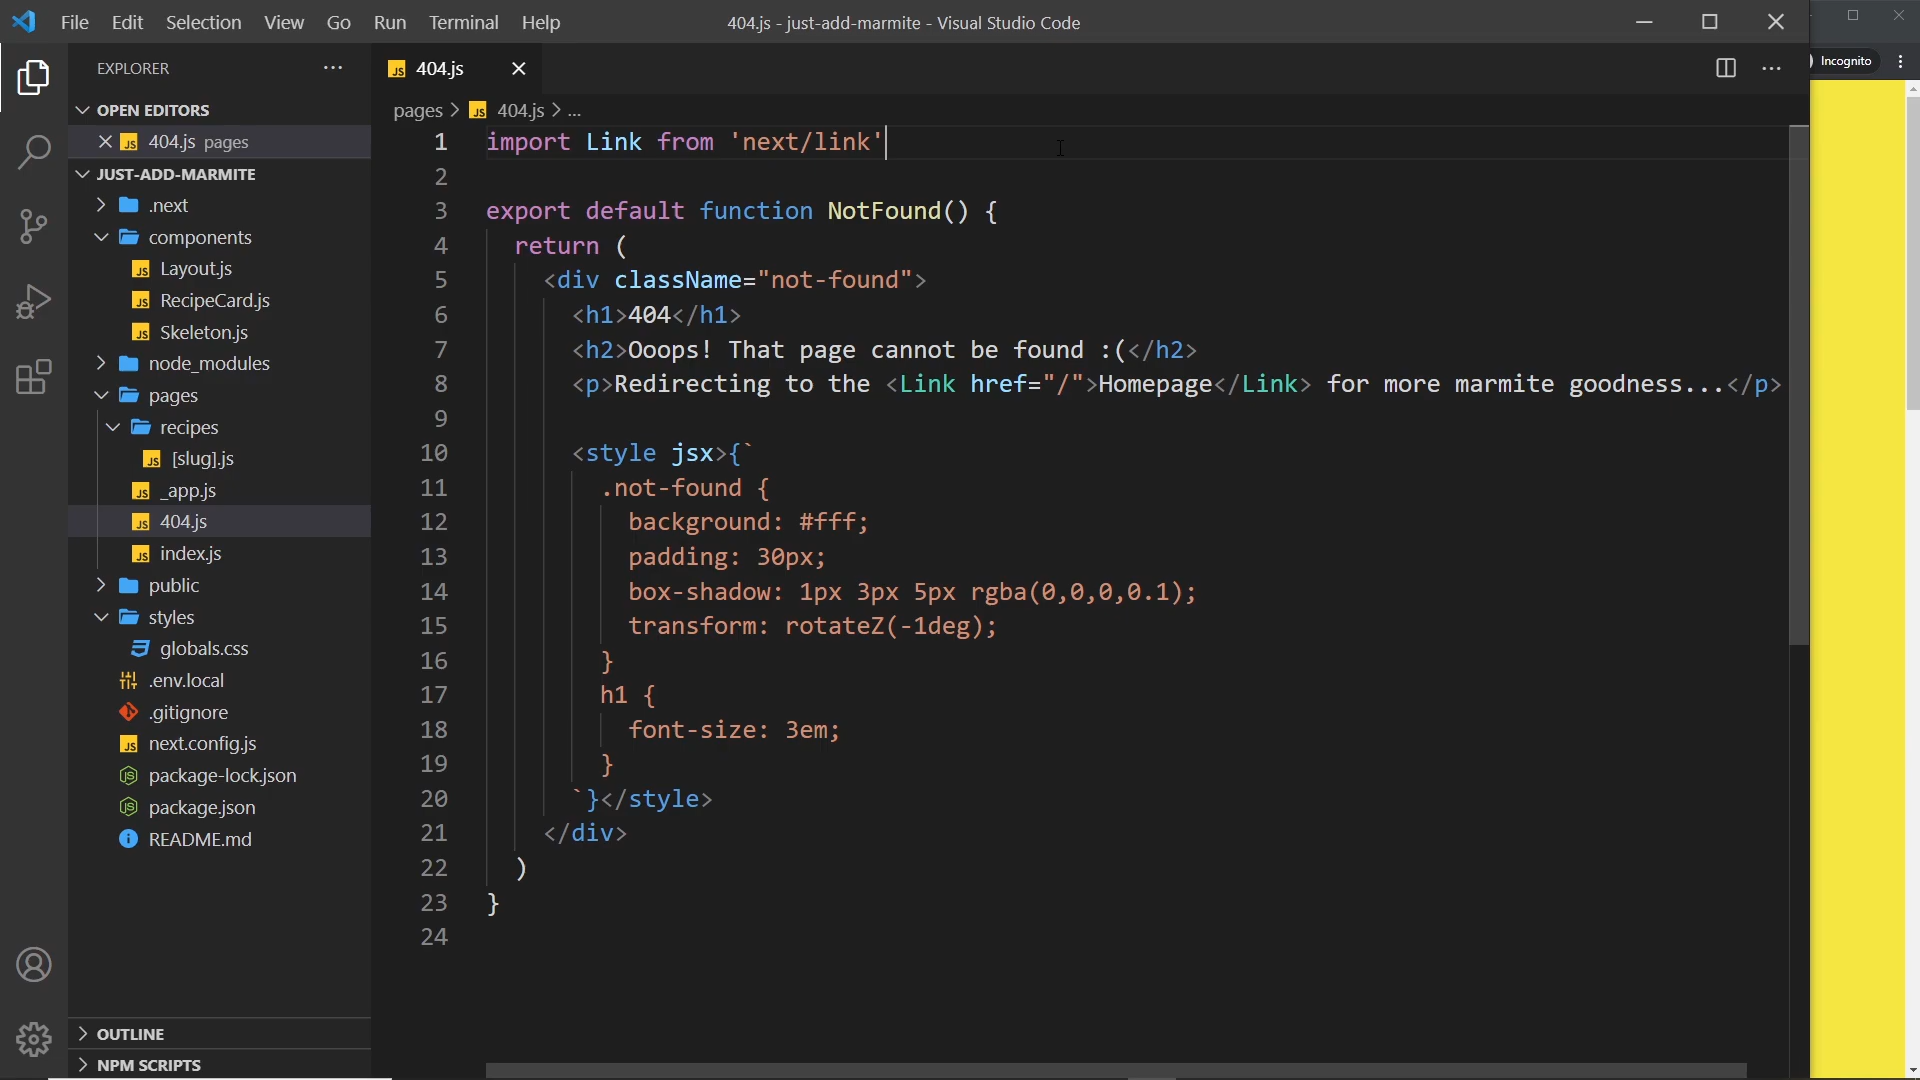 File Edit Selection View Go Run Terminal Help
404.js - just-add-marmite - Visual Studio Code
Incognito
EXPLORER
OPEN EDITORS
404.js pages
JUST-ADD-MARMITE
.next
components
Layout.js
RecipeCard.js
Skeleton.js
node_modules
pages
recipes
[slug].js
_app.js
404.js
index.js
public
styles
globals.css
.env.local
.gitignore
next.config.js
package-lock.json
package.json
README.md
OUTLINE
NPM SCRIPTS
404.js
pages > 404.js > ...
1 import Link from 'next/link'
2
3 export default function NotFound() {
4 return (
5 <div className="not-found">
6 <h1>404</h1>
7 <h2>Ooops! That page cannot be found :(</h2>
8 <p>Redirecting to the <Link href="/">Homepage</Link> for more marmite goodness...</p>
9
10 <style jsx>{`
11 .not-found {
12 background: #fff;
13 padding: 30px;
14 box-shadow: 1px 3px 5px rgba(0,0,0,0.1);
15 transform: rotateZ(-1deg);
16 }
17 h1 {
18 font-size: 3em;
19 }
20 `}</style>
21 </div>
22 )
23 }
24